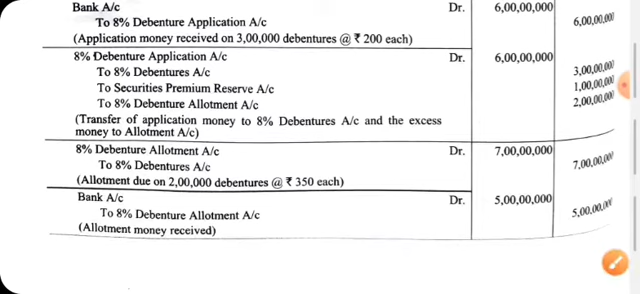 Bank A/c Dr. 6,00,00,000
To 8% Debenture Application A/c 6,00,00,000
(Application money received on 3,00,000 debentures @ ₹ 200 each)
8% Debenture Application A/c Dr. 6,00,00,000
To 8% Debentures A/c 3,00,00,000
To Securities Premium Reserve A/c 1,00,00,000
To 8% Debenture Allotment A/c 2,00,00,000
(Transfer of application money to 8% Debentures A/c and the excess
money to Allotment A/c)
8% Debenture Allotment A/c Dr. 7,00,00,000
To 8% Debentures A/c 7,00,00,000
(Allotment due on 2,00,000 debentures @ ₹ 350 each)
Bank A/c Dr. 5,00,00,000
To 8% Debenture Allotment A/c 5,00,00,000
(Allotment money received)